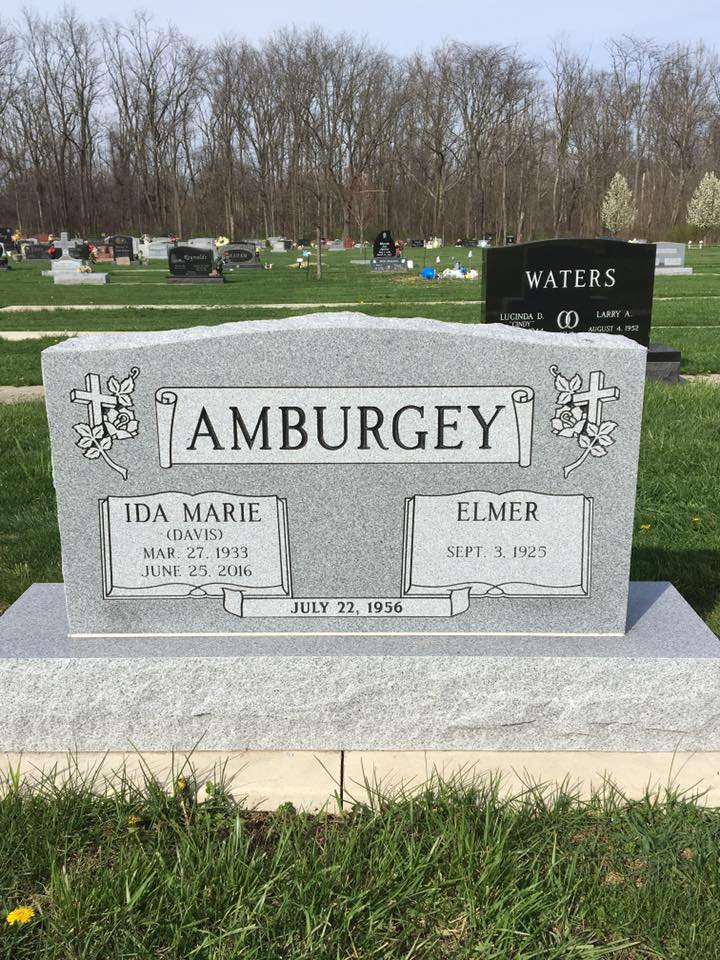 AMBURGEY
IDA MARIE
(DAVIS)
MAR. 27, 1933
JUNE 25, 2016
ELMER
SEPT. 3, 1925
JULY 22, 1956
WATERS
LUCINDA D.
"CINDY"
LARRY A.
AUGUST 4, 1952
Reynolds